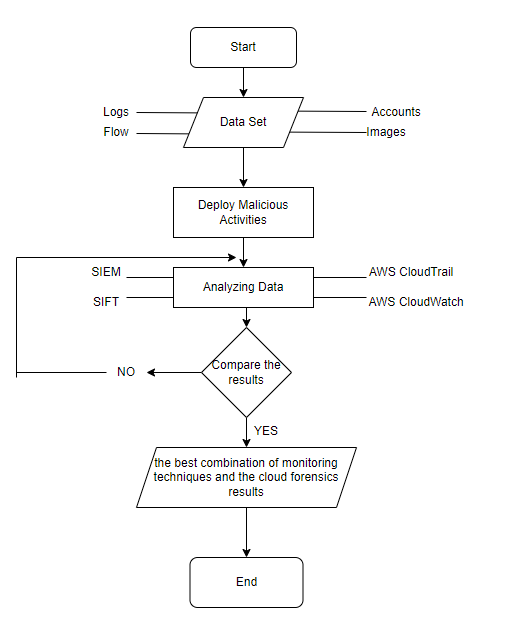 Start
Logs
Flow
Data Set
Accounts
Images
Deploy Malicious
Activities
SIEM
SIFT
Analyzing Data
AWS CloudTrail
AWS CloudWatch
Compare the
results
NO
YES
the best combination of monitoring
techniques and the cloud forensics
results
End